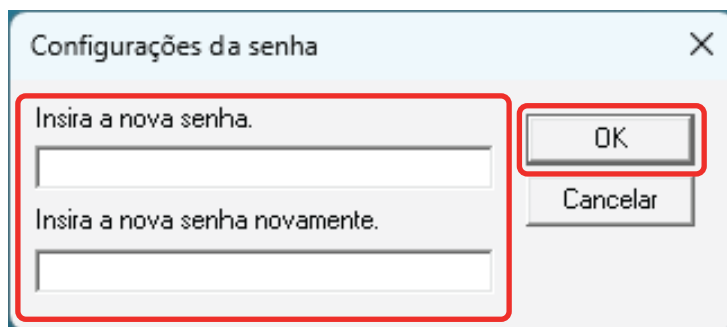 Configurações da senha
Insira a nova senha.
OK
Cancelar
Insira a nova senha novamente.